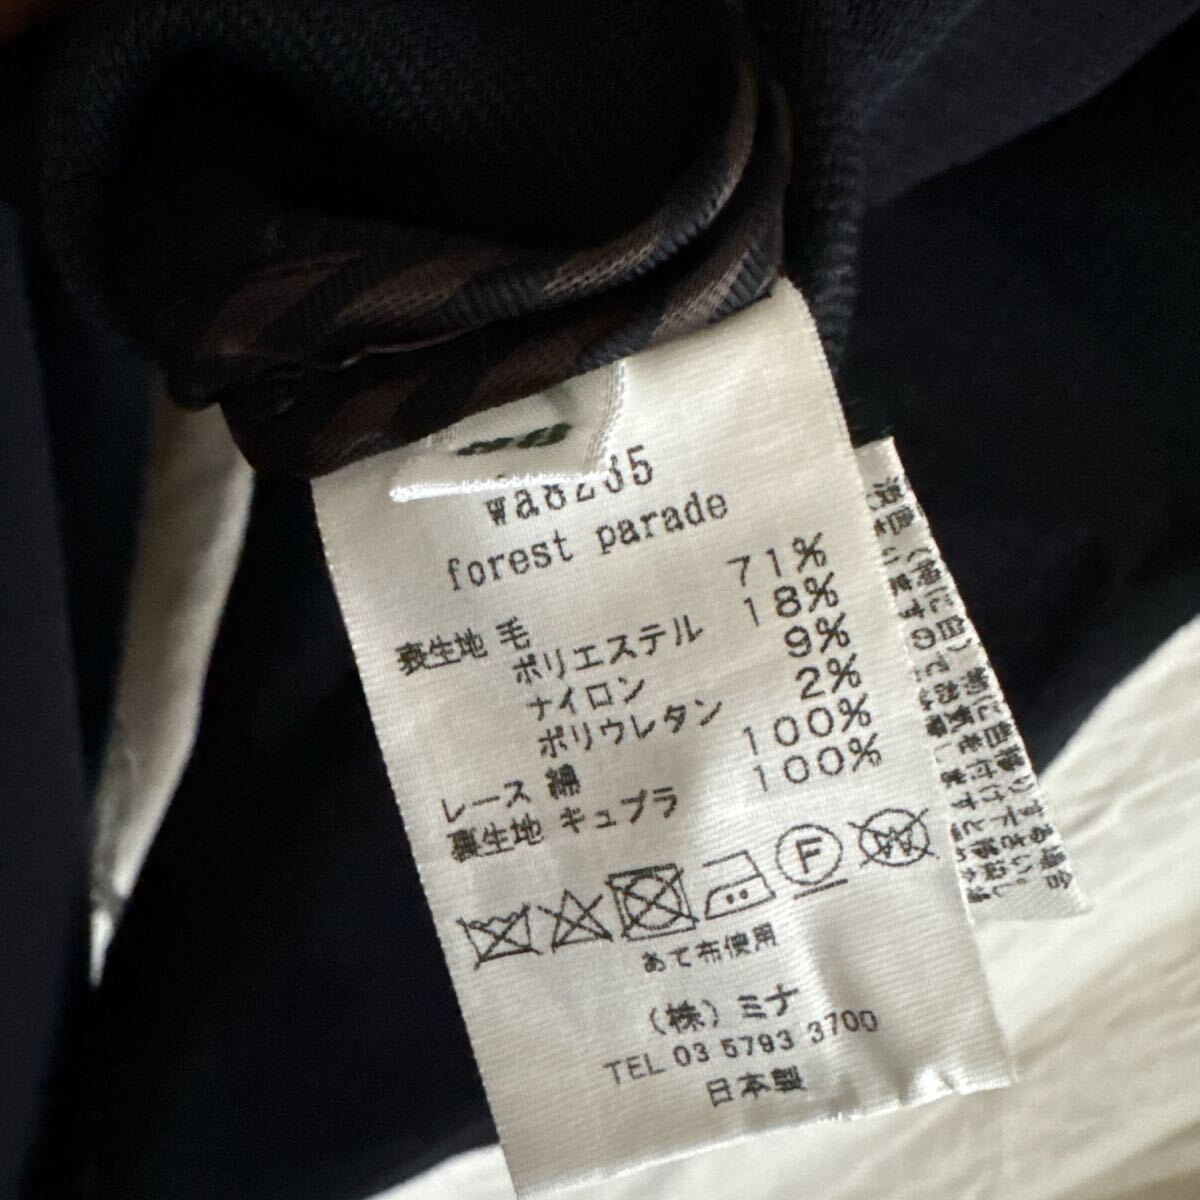 38
wa8235
forest parade
表生地 毛 71%
ポリエステル 18%
ナイロン 9%
ポリウレタン 2%
レース 綿 100%
裏生地 キュプラ 100%
F
W
あて布使用
(株) ミナ
TEL 03 5793 3700
日本製